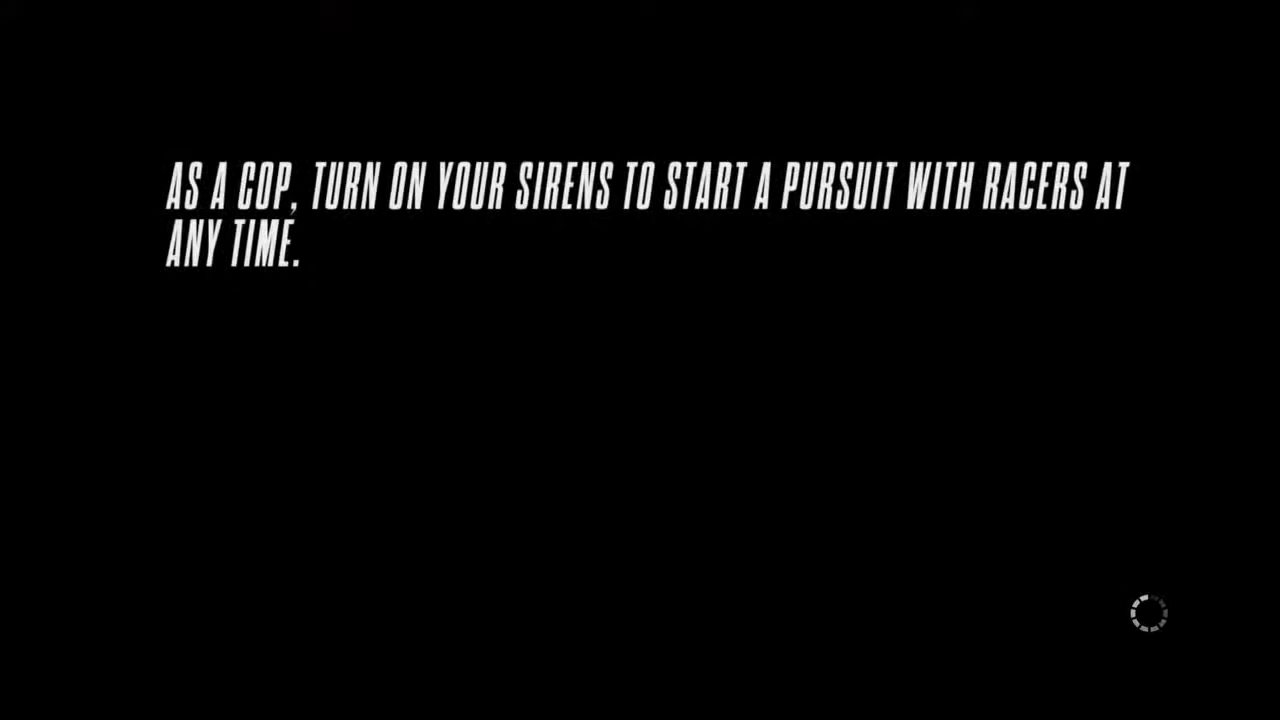 AS A COP, TURN ON YOUR SIRENS TO START A PURSUIT WITH RACERS AT
ANY TIME.